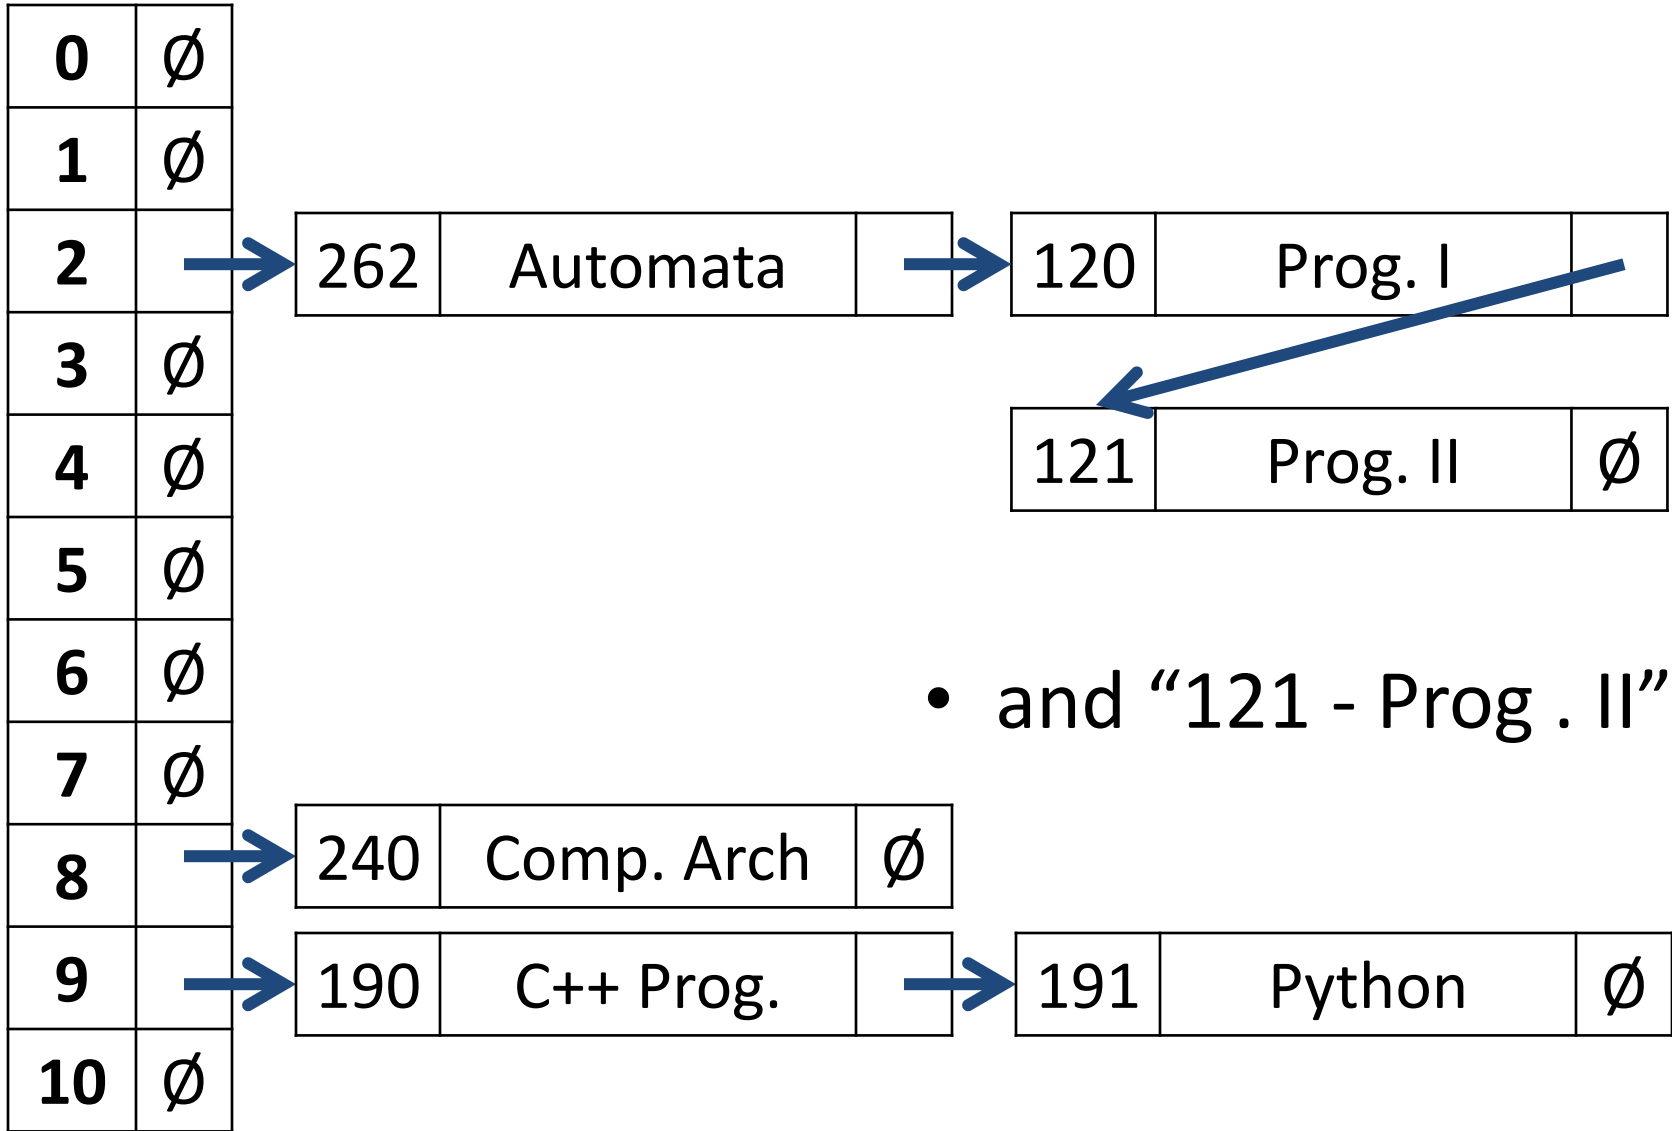 0 Ø
1 Ø
2 262 Automata 120 Prog. I
3 Ø
4 Ø 121 Prog. II Ø
5 Ø
6 Ø
• and “121 - Prog . II”
7 Ø
8 240 Comp. Arch Ø
9 190 C++ Prog. 191 Python Ø
10 Ø